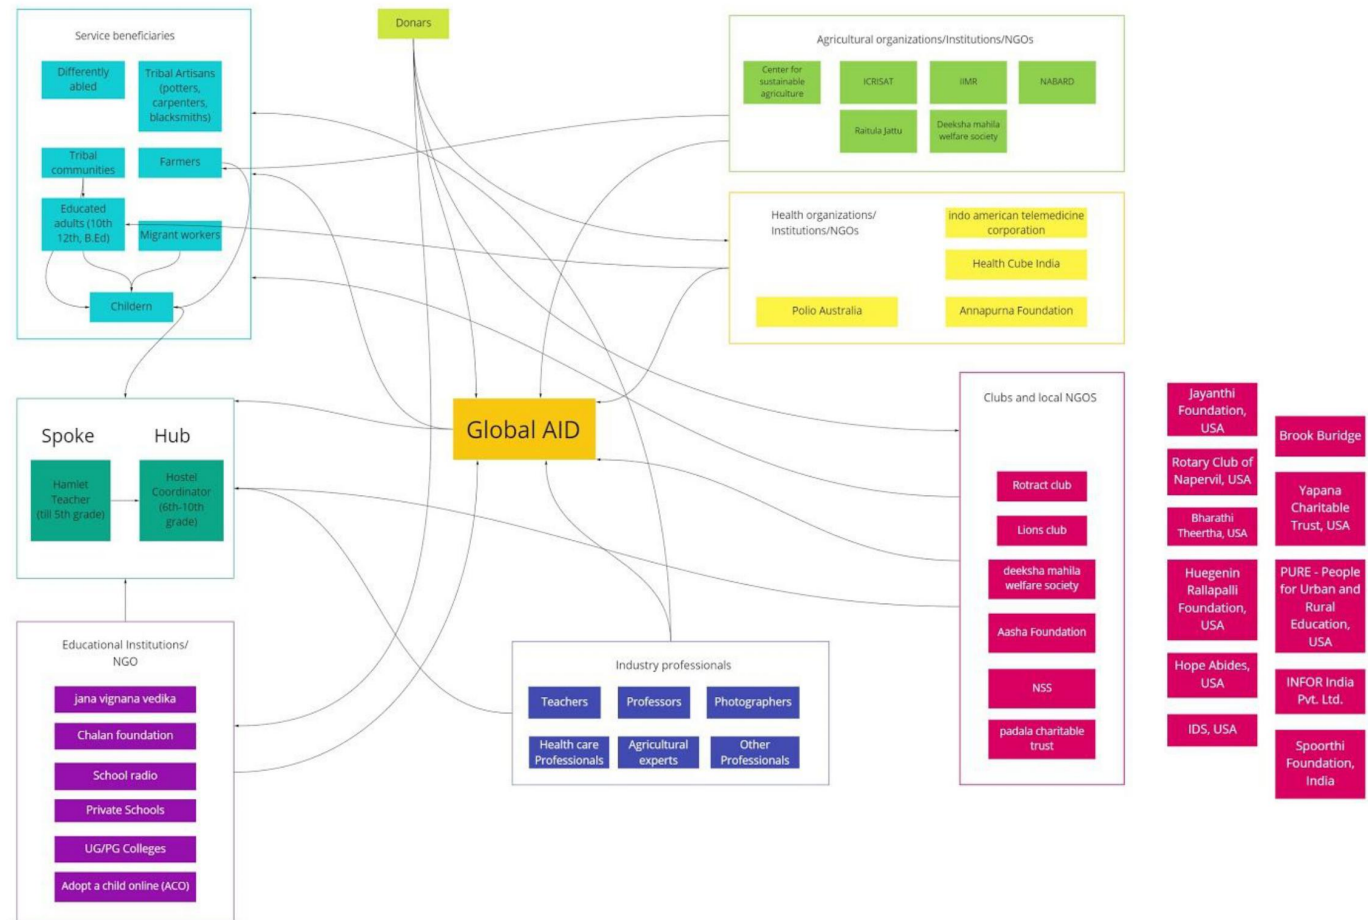 Service beneficiaries
Differently
abled
Tribal Artisans
(potters,
carpenters,
blacksmiths)
Tribal
communities
Farmers
Educated
adults (10th
12th, B.Ed)
Migrant workers
Childern
Donars
Agricultural organizations/Institutions/NGOs
Center for
sustainable
agriculture
ICRISAT
IIMR
NABARD
Raitula Jattu
Deeksha mahila
welfare society
Health organizations/
Institutions/NGOs
indo american telemedicine
corporation
Health Cube India
Polio Australia
Annapurna Foundation
Spoke
Hub
Hamlet
Teacher
(till 5th grade)
Hostel
Coordinator
(6th-10th
grade)
Global AID
Clubs and local NGOS
Rotract club
Lions club
deeksha mahila
welfare society
Aasha Foundation
NSS
padala charitable
trust
Jayanthi
Foundation,
USA
Rotary Club of
Napervil, USA
Bharathi
Theertha, USA
Huegenin
Rallapalli
Foundation,
USA
Hope Abides,
USA
IDS, USA
Brook Buridge
Yapana
Charitable
Trust, USA
PURE - People
for Urban and
Rural
Education,
USA
INFOR India
Pvt. Ltd.
Spoorthi
Foundation,
India
Educational Institutions/
NGO
jana vignana vedika
Chalan foundation
School radio
Private Schools
UG/PG Colleges
Adopt a child online (ACO)
Industry professionals
Teachers
Professors
Photographers
Health care
Professionals
Agricultural
experts
Other
Professionals